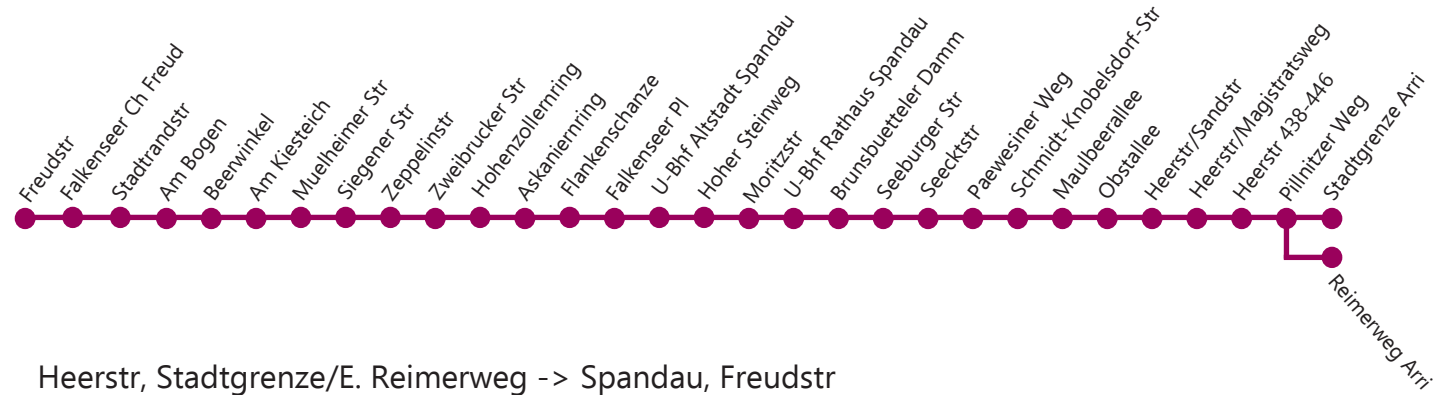 Freudstr
Falkenseer Ch Freud
Stadtrandstr
Am Bogen
Beerwinkel
Am Kiesteich
Muelheimer Str
Siegener Str
Zeppelinstr
Zweibrucker Str
Hohenzollernring
Askaniernring
Flankenschanze
Falkenseer Pl
U-Bhf Altstadt Spandau
Hoher Steinweg
Moritzstr
U-Bhf Rathaus Spandau
Brunsbuetteler Damm
Seeburger Str
Seecktstr
Paewesiner Weg
Schmidt-Knobelsdorf-Str
Maulbeerallee
Obstallee
Heerstr/Sandstr
Heerstr/Magistratsweg
Heerstr 438-446
Pillnitzer Weg
Stadtgrenze Arri
Reimerweg Arri
Heerstr, Stadtgrenze/E. Reimerweg -> Spandau, Freudstr